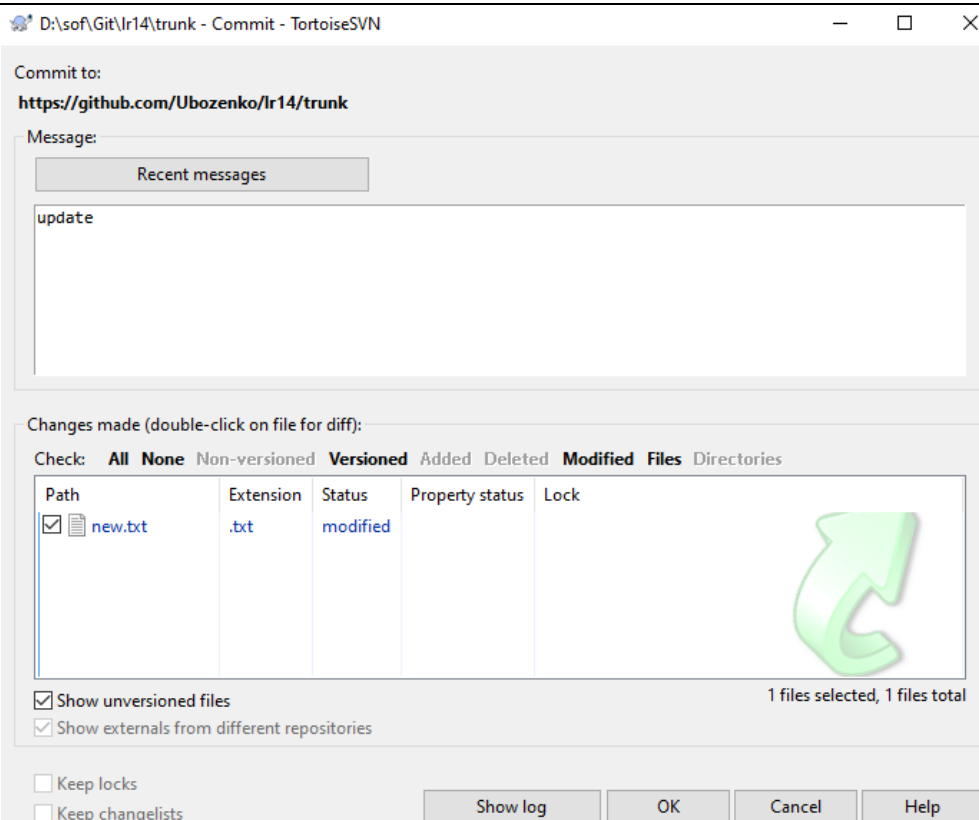 D:\sof\Git\lr14\trunk - Commit - TortoiseSVN
Commit to:
https://github.com/Ubozenko/lr14/trunk
Message:
Recent messages
update
Changes made (double-click on file for diff):
Check: All None Non-versioned Versioned Added Deleted Modified Files Directories
Path Extension Status Property status Lock
new.txt .txt modified
Show unversioned files
1 files selected, 1 files total
Show externals from different repositories
Keep locks
Keep changelists
Show log OK Cancel Help